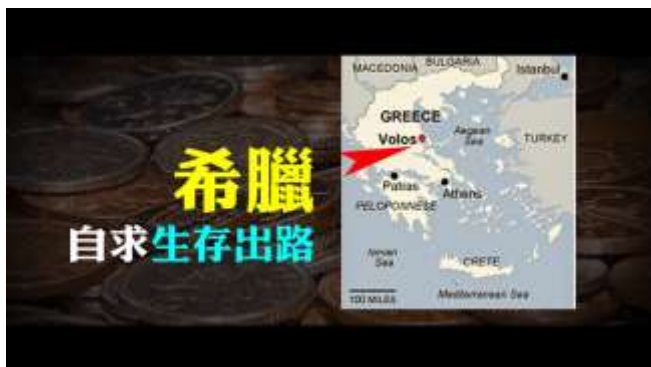 希臘
自求生存出路
MACEDONIA
BULGARIA
Istanbul
GREECE
Volos
Aegean
Sea
TURKEY
Patras
Athens
PELOPONNESE
Ionian
Sea
CRETE
100 MILES
Mediterranean Sea